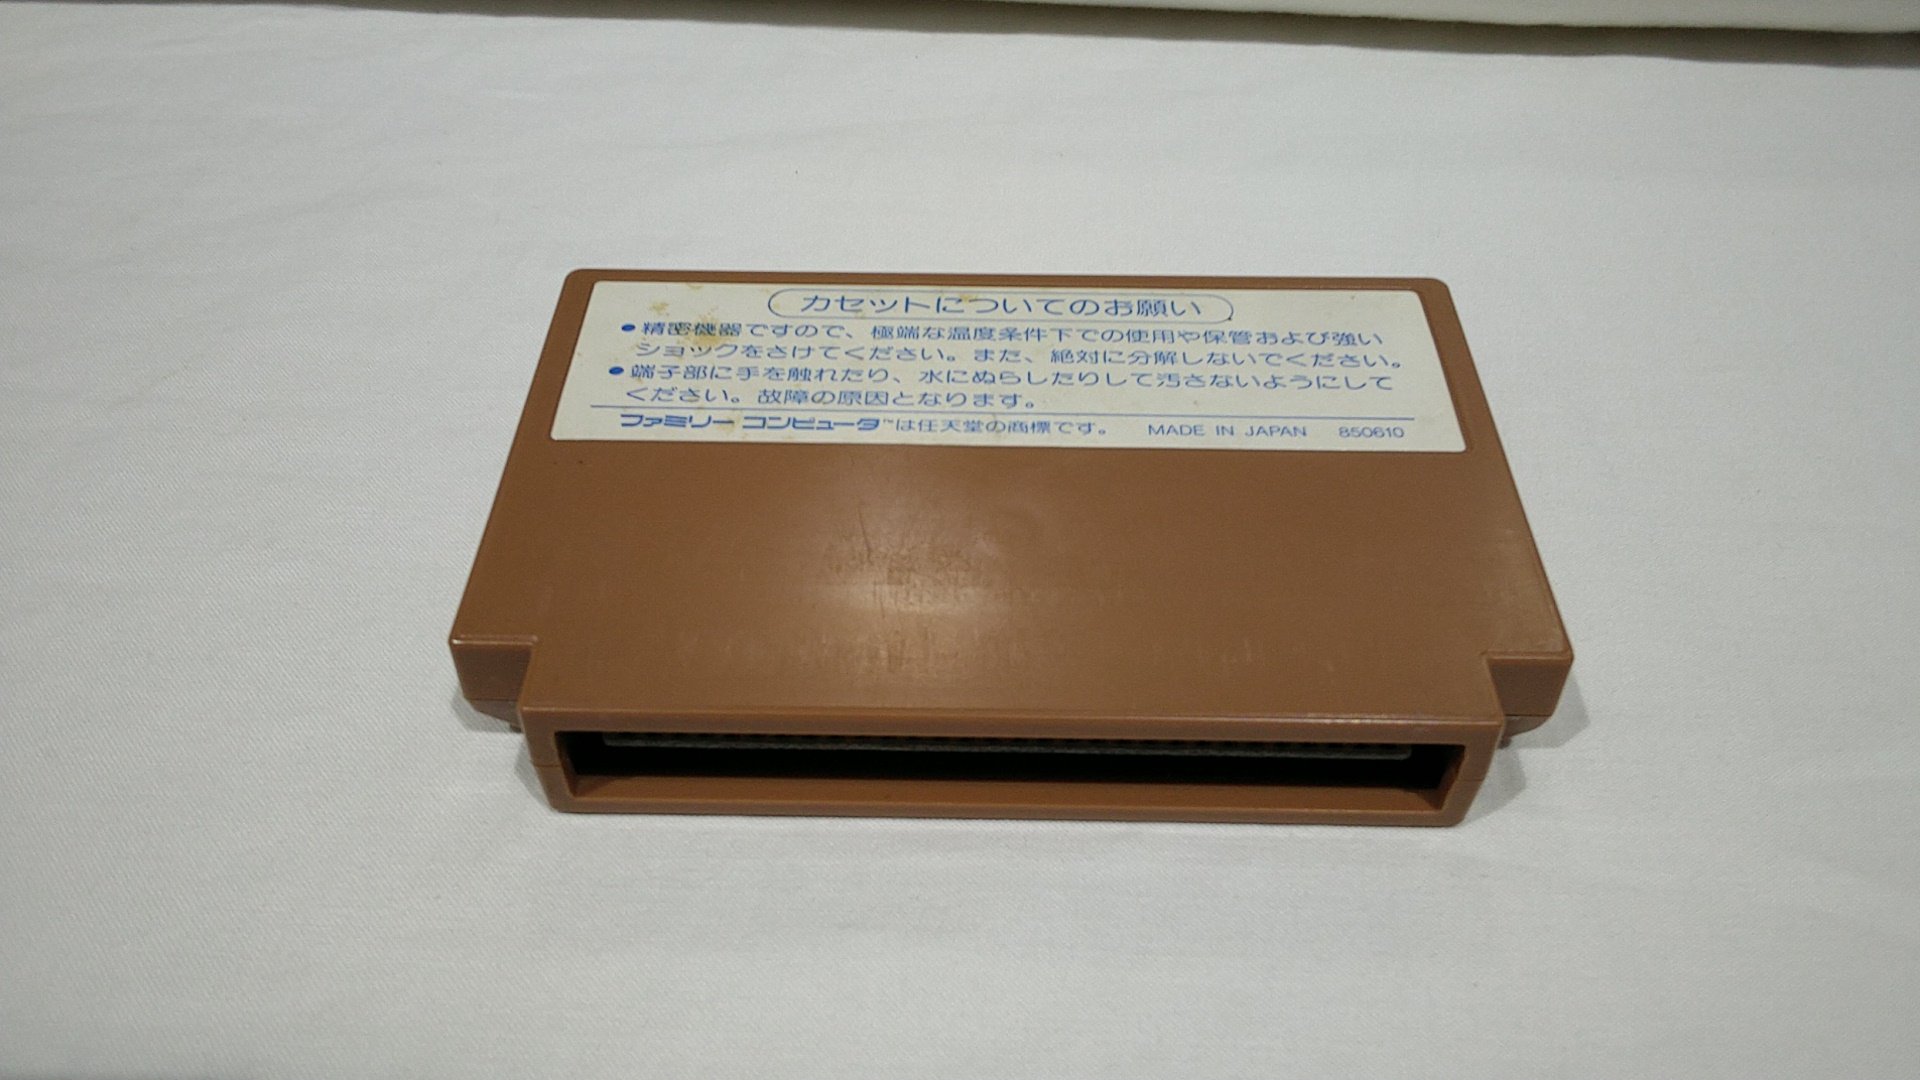 カセットについてのお願い
●精密機器ですので、極端な温度条件下での使用や保管および強い
ショックをさけてください。また、絶対に分解しないでください。
●端子部に手を触れたり、水にぬらしたりして汚さないようにして
ください。故障の原因となります。
ファミリー コンピュータ™は任天堂の商標です。 MADE IN JAPAN 850610